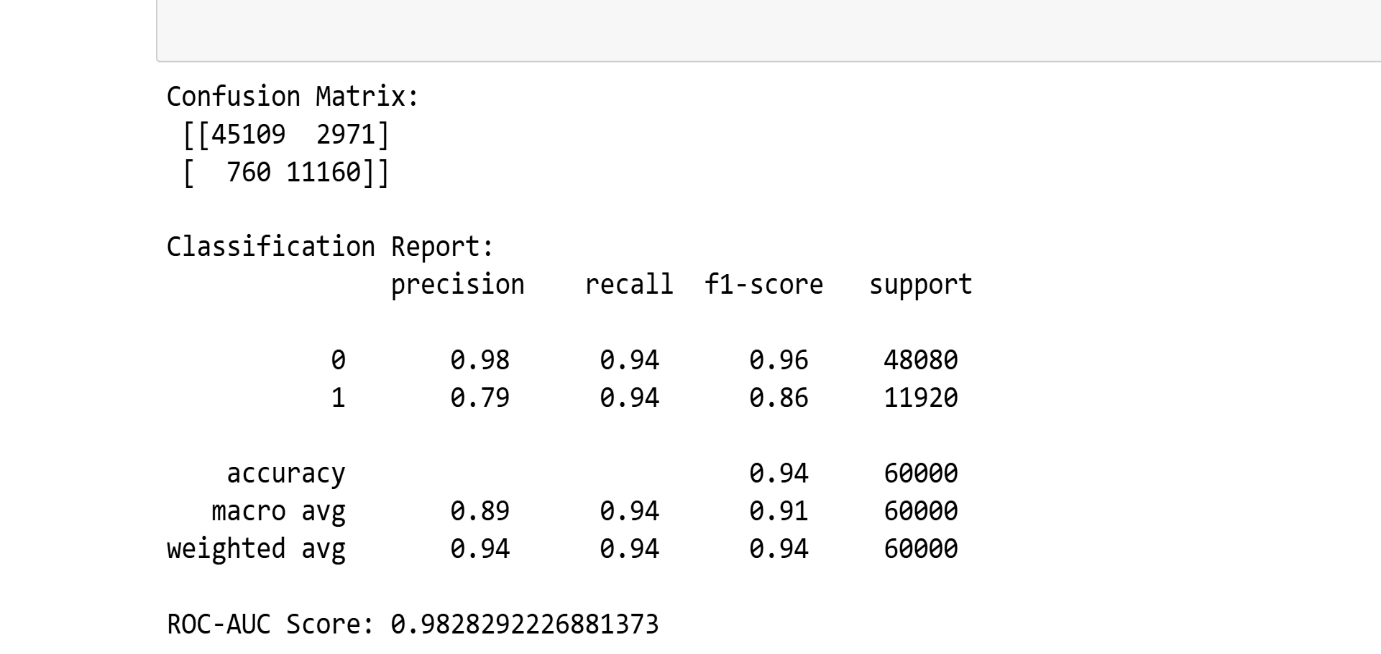 Confusion Matrix:
 [[45109  2971]
 [  760 11160]]

Classification Report:
               precision    recall  f1-score   support

           0       0.98      0.94      0.96     48080
           1       0.79      0.94      0.86     11920

    accuracy                           0.94     60000
   macro avg       0.89      0.94      0.91     60000
weighted avg       0.94      0.94      0.94     60000

ROC-AUC Score: 0.9828292226881373